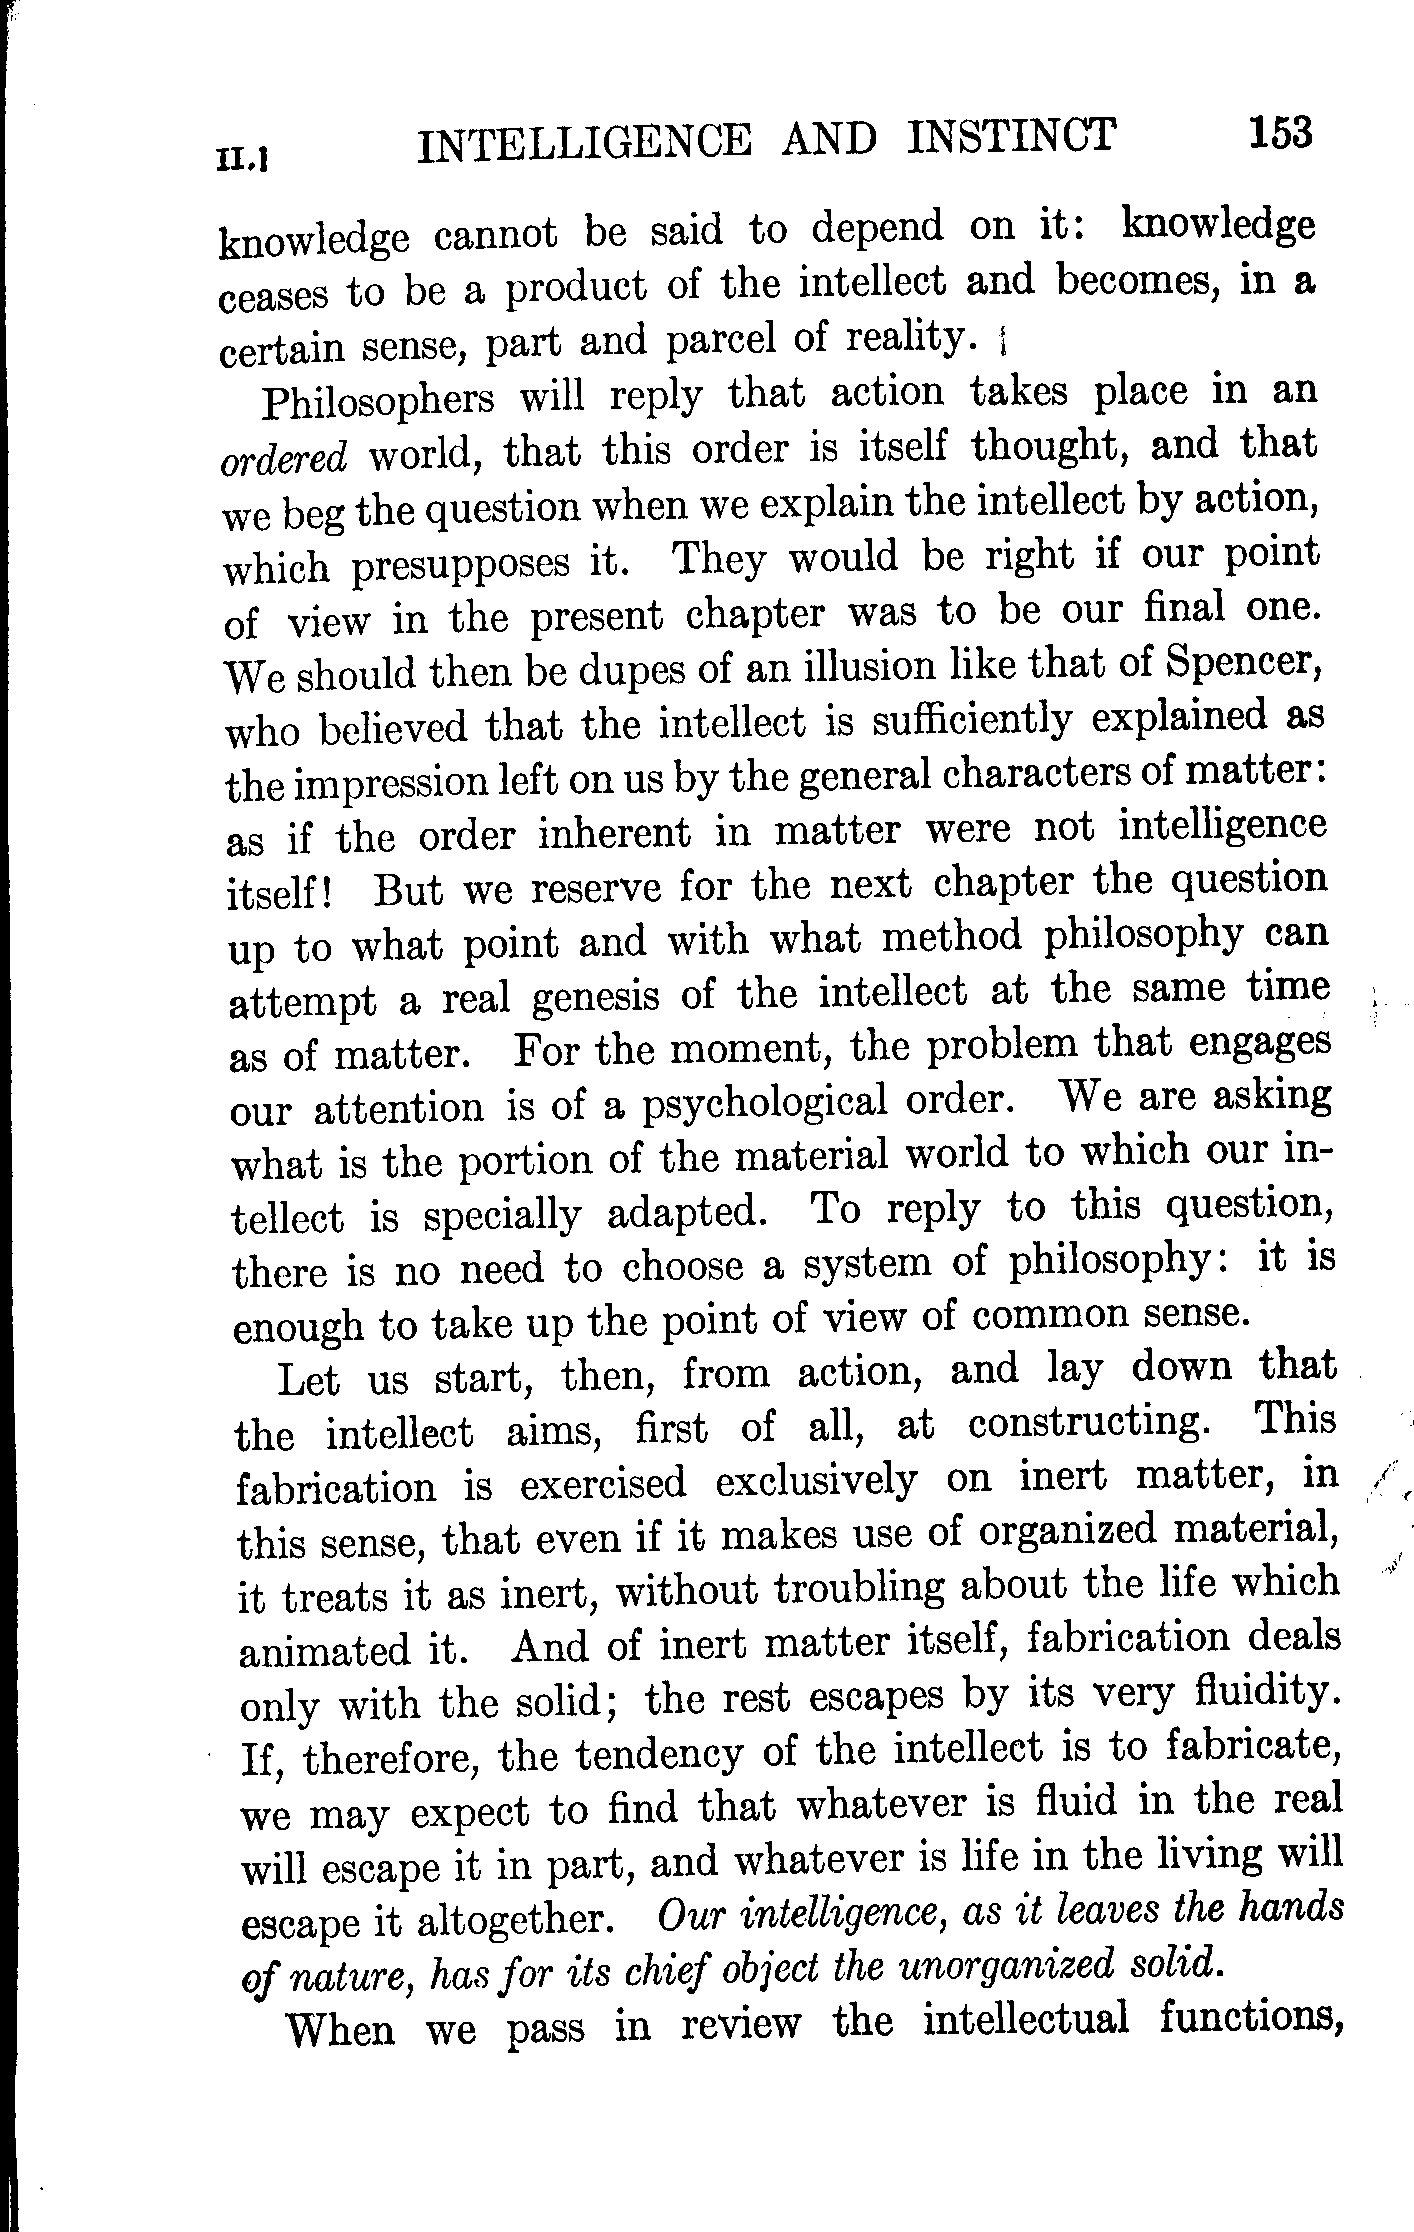 II.] INTELLIGENCE AND INSTINCT 153
knowledge cannot be said to depend on it: knowledge
ceases to be a product of the intellect and becomes, in a
certain sense, part and parcel of reality.
Philosophers will reply that action takes place in an
ordered world, that this order is itself thought, and that
we beg the question when we explain the intellect by action,
which presupposes it. They would be right if our point
of view in the present chapter was to be our final one.
We should then be dupes of an illusion like that of Spencer,
who believed that the intellect is sufficiently explained as
the impression left on us by the general characters of matter:
as if the order inherent in matter were not intelligence
itself! But we reserve for the next chapter the question
up to what point and with what method philosophy can
attempt a real genesis of the intellect at the same time
as of matter. For the moment, the problem that engages
our attention is of a psychological order. We are asking
what is the portion of the material world to which our in-
tellect is specially adapted. To reply to this question,
there is no need to choose a system of philosophy: it is
enough to take up the point of view of common sense.
Let us start, then, from action, and lay down that
the intellect aims, first of all, at constructing. This
fabrication is exercised exclusively on inert matter, in
this sense, that even if it makes use of organized material,
it treats it as inert, without troubling about the life which
animated it. And of inert matter itself, fabrication deals
only with the solid; the rest escapes by its very fluidity.
If, therefore, the tendency of the intellect is to fabricate,
we may expect to find that whatever is fluid in the real
will escape it in part, and whatever is life in the living will
escape it altogether. Our intelligence, as it leaves the hands
of nature, has for its chief object the unorganized solid.
When we pass in review the intellectual functions,